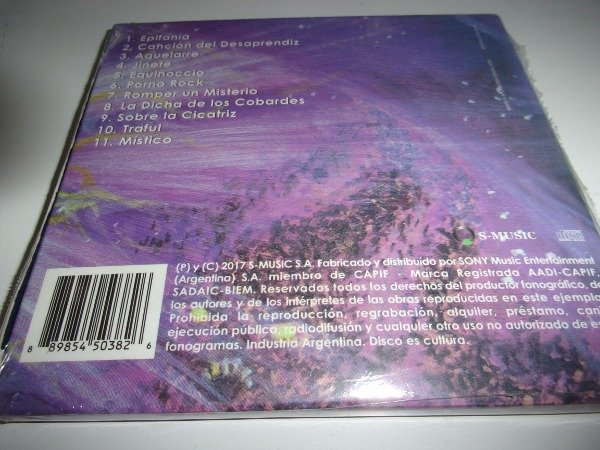 1. Epifanía
2. Canción del Desaprendiz
3. Aquelarre
4. Jinete
5. Equinoccio
6. Porno Rock
7. Romper un Misterio
8. La Dicha de los Cobardes
9. Sobre la Cicatriz
10. Traful
11. Místico
S-MUSIC
(P) y (C) 2017 S-MUSIC S.A. Fabricado y distribuido por SONY Music Entertainment
(Argentina) S.A. miembro de CAPIF - Marca Registrada AADI-CAPIF,
SADAIC-BIEM. Reservados todos los derechos del productor fonográfico, de
los autores y de los intérpretes de las obras reproducidas en este ejemplar
Prohibida la reproducción, regrabación, alquiler, préstamo, can
ejecución pública, radiodifusión y cualquier otro uso no autorizado de es
fonogramas. Industria Argentina. Disco es cultura.
8 89854 50382 6